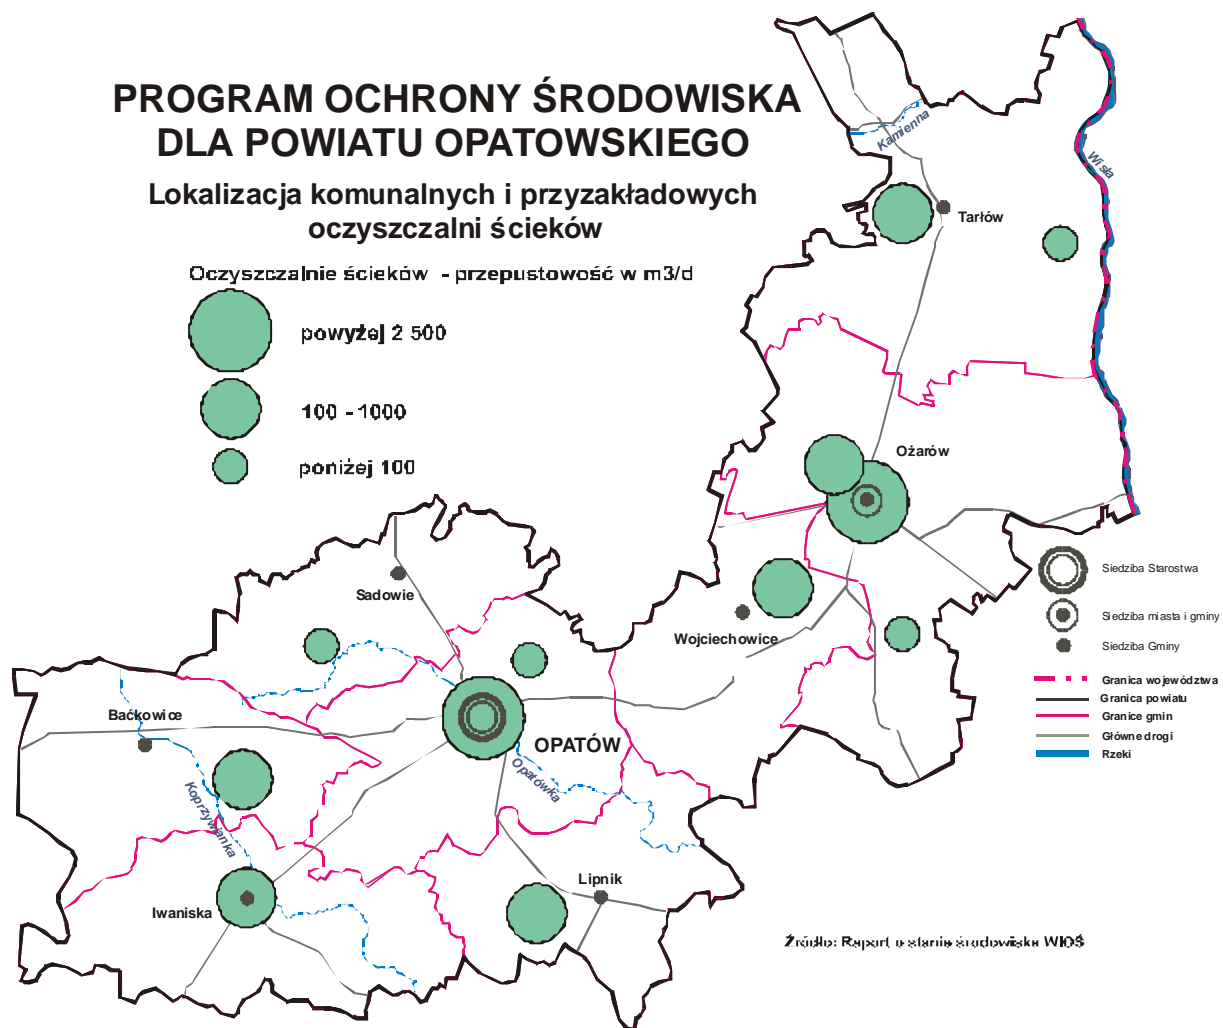 PROGRAM OCHRONY ŚRODOWISKA
DLA POWIATU OPATOWSKIEGO
Lokalizacja komunalnych i przyzakładowych
oczyszczalni ścieków
Oczyszczalnie ścieków - przepustowość w m3/d
powyżej 2 500
100 - 1000
poniżej 100
Kamienna
Wisła
Tarłów
Ożarów
Sadowie
Wojciechowice
Baćkowice
OPATÓW
Opatówka
Koprzywianka
Iwaniska
Lipnik
Siedziba Starostwa
Siedziba miasta i gminy
Siedziba Gminy
Granica województwa
Granica powiatu
Granice gmin
Główne drogi
Rzeki
Źródło: Raport o stanie środowiska WIOŚ